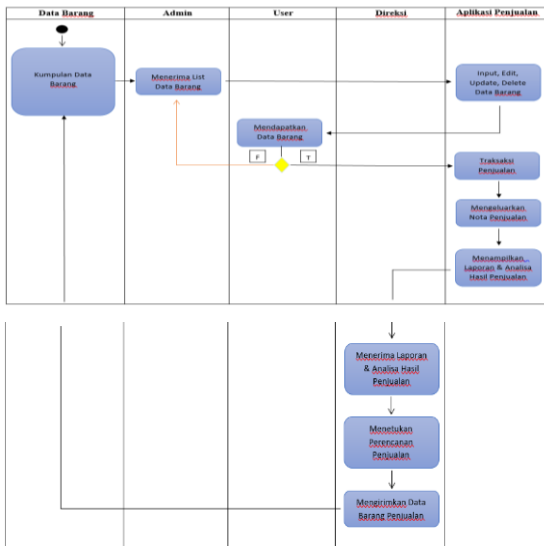 Data Barang
Admin
User
Direksi
Aplikasi Penjualan
Kumpulan Data
Barang
Menerima List
Data Barang
Input, Edit,
Update, Delete
Data Barang
Mendapatkan
Data Barang
F
T
Traksaksi
Penjualan
Mengeluarkan
Nota Penjualan
Menampilkan
Laporan & Analisa
Hasil Penjualan
Menerima Laporan
& Analisa Hasil
Penjualan
Menetukan
Perencanan
Penjualan
Mengirimkan Data
Barang Penjualan